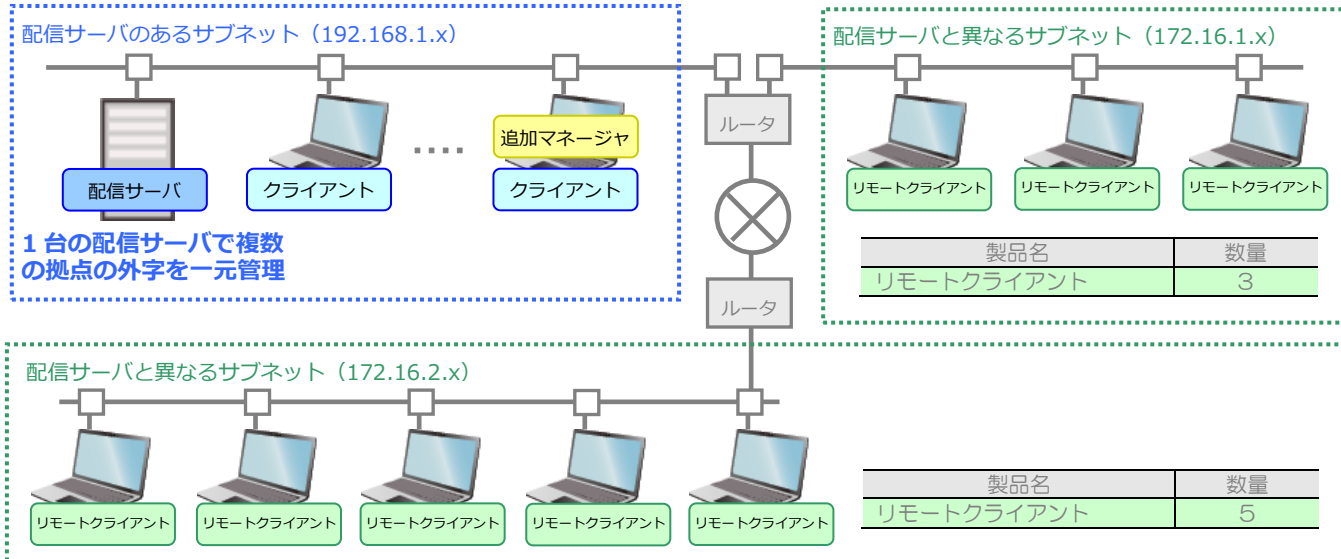 配信サーバのあるサブネット（192.168.1.x）
配信サーバ
クライアント
････
追加マネージャ
クライアント
1 台の配信サーバで複数
の拠点の外字を一元管理
ルータ
ルータ
配信サーバと異なるサブネット（172.16.1.x）
リモートクライアント
リモートクライアント
リモートクライアント
製品名 数量
リモートクライアント 3
配信サーバと異なるサブネット（172.16.2.x）
リモートクライアント
リモートクライアント
リモートクライアント
リモートクライアント
リモートクライアント
製品名 数量
リモートクライアント 5